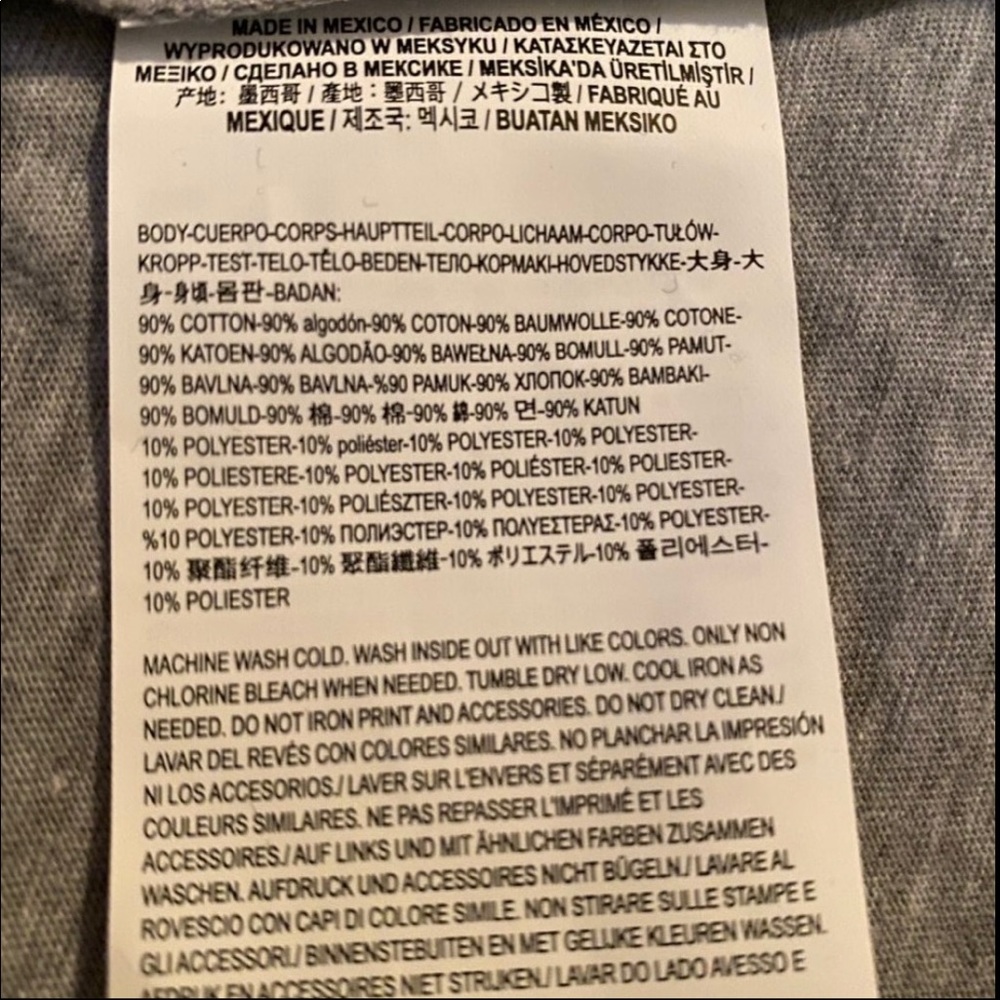 MADE IN MEXICO / FABRICADO EN MÉXICO /
WYPRODUKOWANO W MEKSYKU / ΚΑΤΑΣΚΕΥΑΖΕΤΑΙ ΣΤΟ
ΜΕΞΙΚΟ / СДЕЛАНО В МЕКСИКЕ / MEKSİKA'DA ÜRETİLMİŞTİR /
产地: 墨西哥 / 產地: 墨西哥 / メキシコ製 / FABRIQUÉ AU
MEXIQUE / 제조국: 멕시코 / BUATAN MEKSIKO
BODY-CUERPO-CORPS-HAUPTTEIL-CORPO-LICHAAM-CORPO-TUŁÓW-
KROPP-TEST-TELO-TĚLO-BEDEN-ТЕЛО-ΚΟΡΜΑΚΙ-HOVEDSTYKKE-大身-大
身-身頃-몸판-BADAN:
90% COTTON-90% algodón-90% COTON-90% BAUMWOLLE-90% COTONE-
90% KATOEN-90% ALGODÃO-90% BAWEŁNA-90% BOMULL-90% PAMUT-
90% BAVLNA-90% BAVLNA-%90 PAMUK-90% ХЛОПОК-90% ΒΑΜΒΑΚΙ-
90% BOMULD-90% 棉-90% 棉-90% 綿-90% 면-90% KATUN
10% POLYESTER-10% poliéster-10% POLYESTER-10% POLYESTER-
10% POLIESTERE-10% POLYESTER-10% POLIÉSTER-10% POLIESTER-
10% POLYESTER-10% POLIÉSZTER-10% POLYESTER-10% POLYESTER-
%10 POLYESTER-10% ПОЛИЭСТЕР-10% ΠΟΛΥΕΣΤΕΡΑΣ-10% POLYESTER-
10% 聚酯纤维-10% 聚酯纖維-10% ポリエステル-10% 폴리에스터-
10% POLIESTER
MACHINE WASH COLD. WASH INSIDE OUT WITH LIKE COLORS. ONLY NON
CHLORINE BLEACH WHEN NEEDED. TUMBLE DRY LOW. COOL IRON AS
NEEDED. DO NOT IRON PRINT AND ACCESSORIES. DO NOT DRY CLEAN./
LAVAR DEL REVÉS CON COLORES SIMILARES. NO PLANCHAR LA IMPRESIÓN
NI LOS ACCESORIOS./ LAVER SUR L'ENVERS ET SÉPARÉMENT AVEC DES
COULEURS SIMILAIRES. NE PAS REPASSER L'IMPRIMÉ ET LES
ACCESSOIRES./ AUF LINKS UND MIT ÄHNLICHEN FARBEN ZUSAMMEN
WASCHEN. AUFDRUCK UND ACCESSOIRES NICHT BÜGELN./ LAVARE AL
ROVESCIO CON CAPI DI COLORE SIMILE. NON STIRARE SULLE STAMPE E
GLI ACCESSORI./ BINNENSTEBUITEN EN MET GELIJKE KLEUREN WASSEN.
AFDRUK EN ACCESSOIRES NIET STRIJKEN./ LAVAR DO LADO AVESSO E